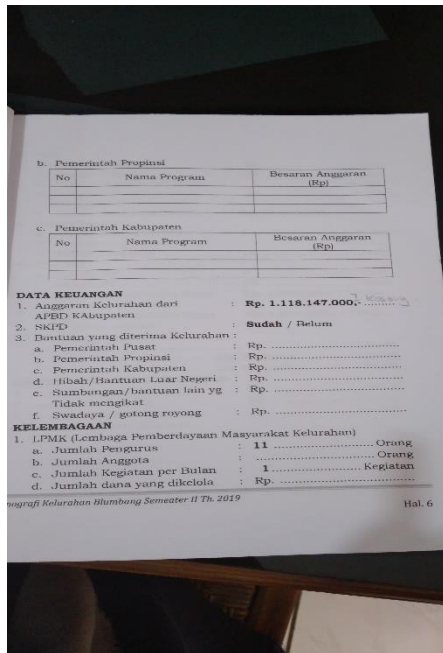 b. Pemerintah Propinsi
No Nama Program Besaran Anggaran (Rp)
c. Pemerintah Kabupaten
No Nama Program Besaran Anggaran (Rp)
DATA KEUANGAN
1. Anggaran Kelurahan dari : Rp. 1.118.147.000,- .........
APBD KAbupaten
2. SKPD : Sudah / Belum
3. Bantuan yang diterima Kelurahan :
a. Pemerintah Pusat : Rp. ........................................
b. Pemerintah Propinsi : Rp. ........................................
c. Pemerintah Kabupaten : Rp. ........................................
d. Hibah/Bantuan Luar Negeri : Rp. ........................................
e. Sumbangan/bantuan lain yg : Rp. ........................................
Tidak mengikat
f. Swadaya / gotong royong : Rp. ........................................
KELEMBAGAAN
1. LPMK (Lembaga Pemberdayaan Masyarakat Kelurahan)
a. Jumlah Pengurus : 11 ................................ Orang
b. Jumlah Anggota : ................................ Orang
c. Jumlah Kegiatan per Bulan : 1 ................................ Kegiatan
d. Jumlah dana yang dikelola : Rp. ........................................
nografi Kelurahan Blumbang Semeater II Th. 2019 Hal. 6